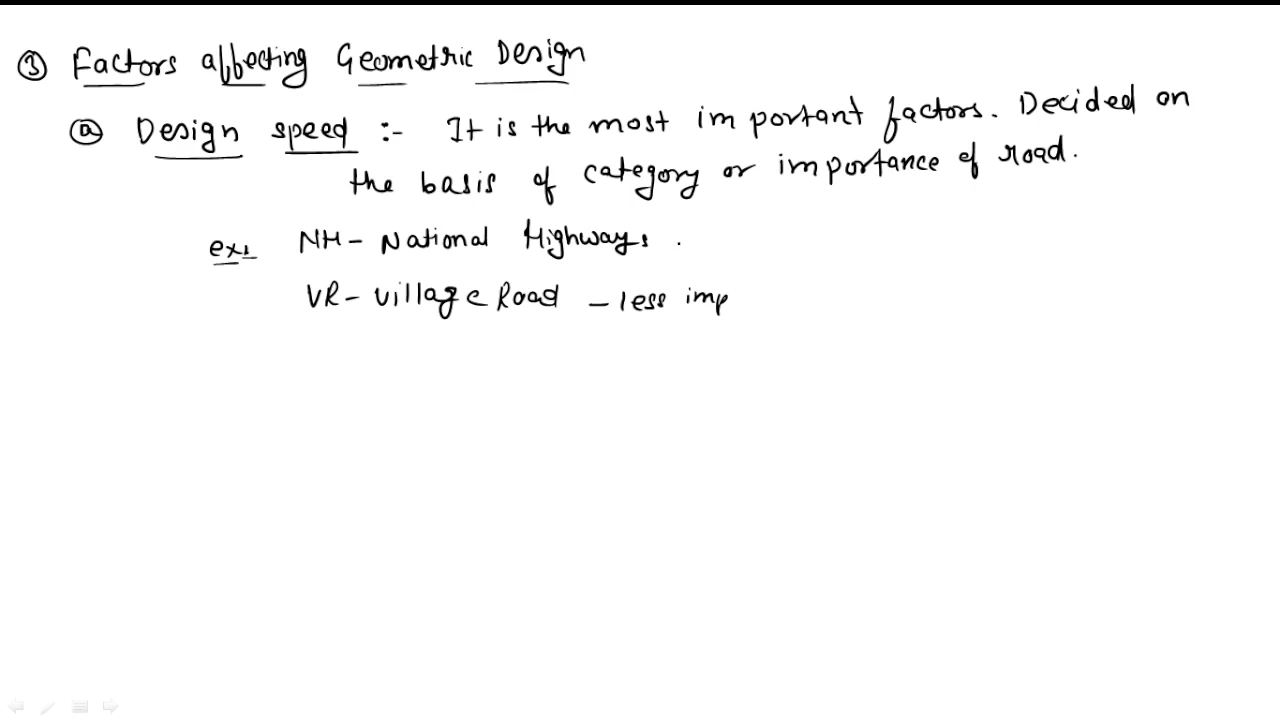 ③ Factors affecting Geometric Design
ⓐ Design speed :- It is the most important factors. Decided on
the basis of category or importance of road.
ex: NH - National Highways.
VR - Village Road - less imp